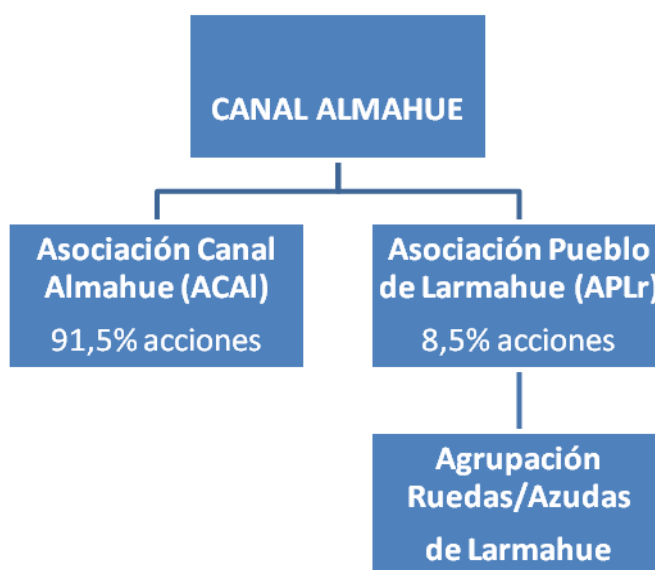 CANAL ALMAHUE
Asociación Canal
Almahue (ACAl)
91,5% acciones
Asociación Pueblo
de Larmahue (APLr)
8,5% acciones
Agrupación
Ruedas/Azudas
de Larmahue